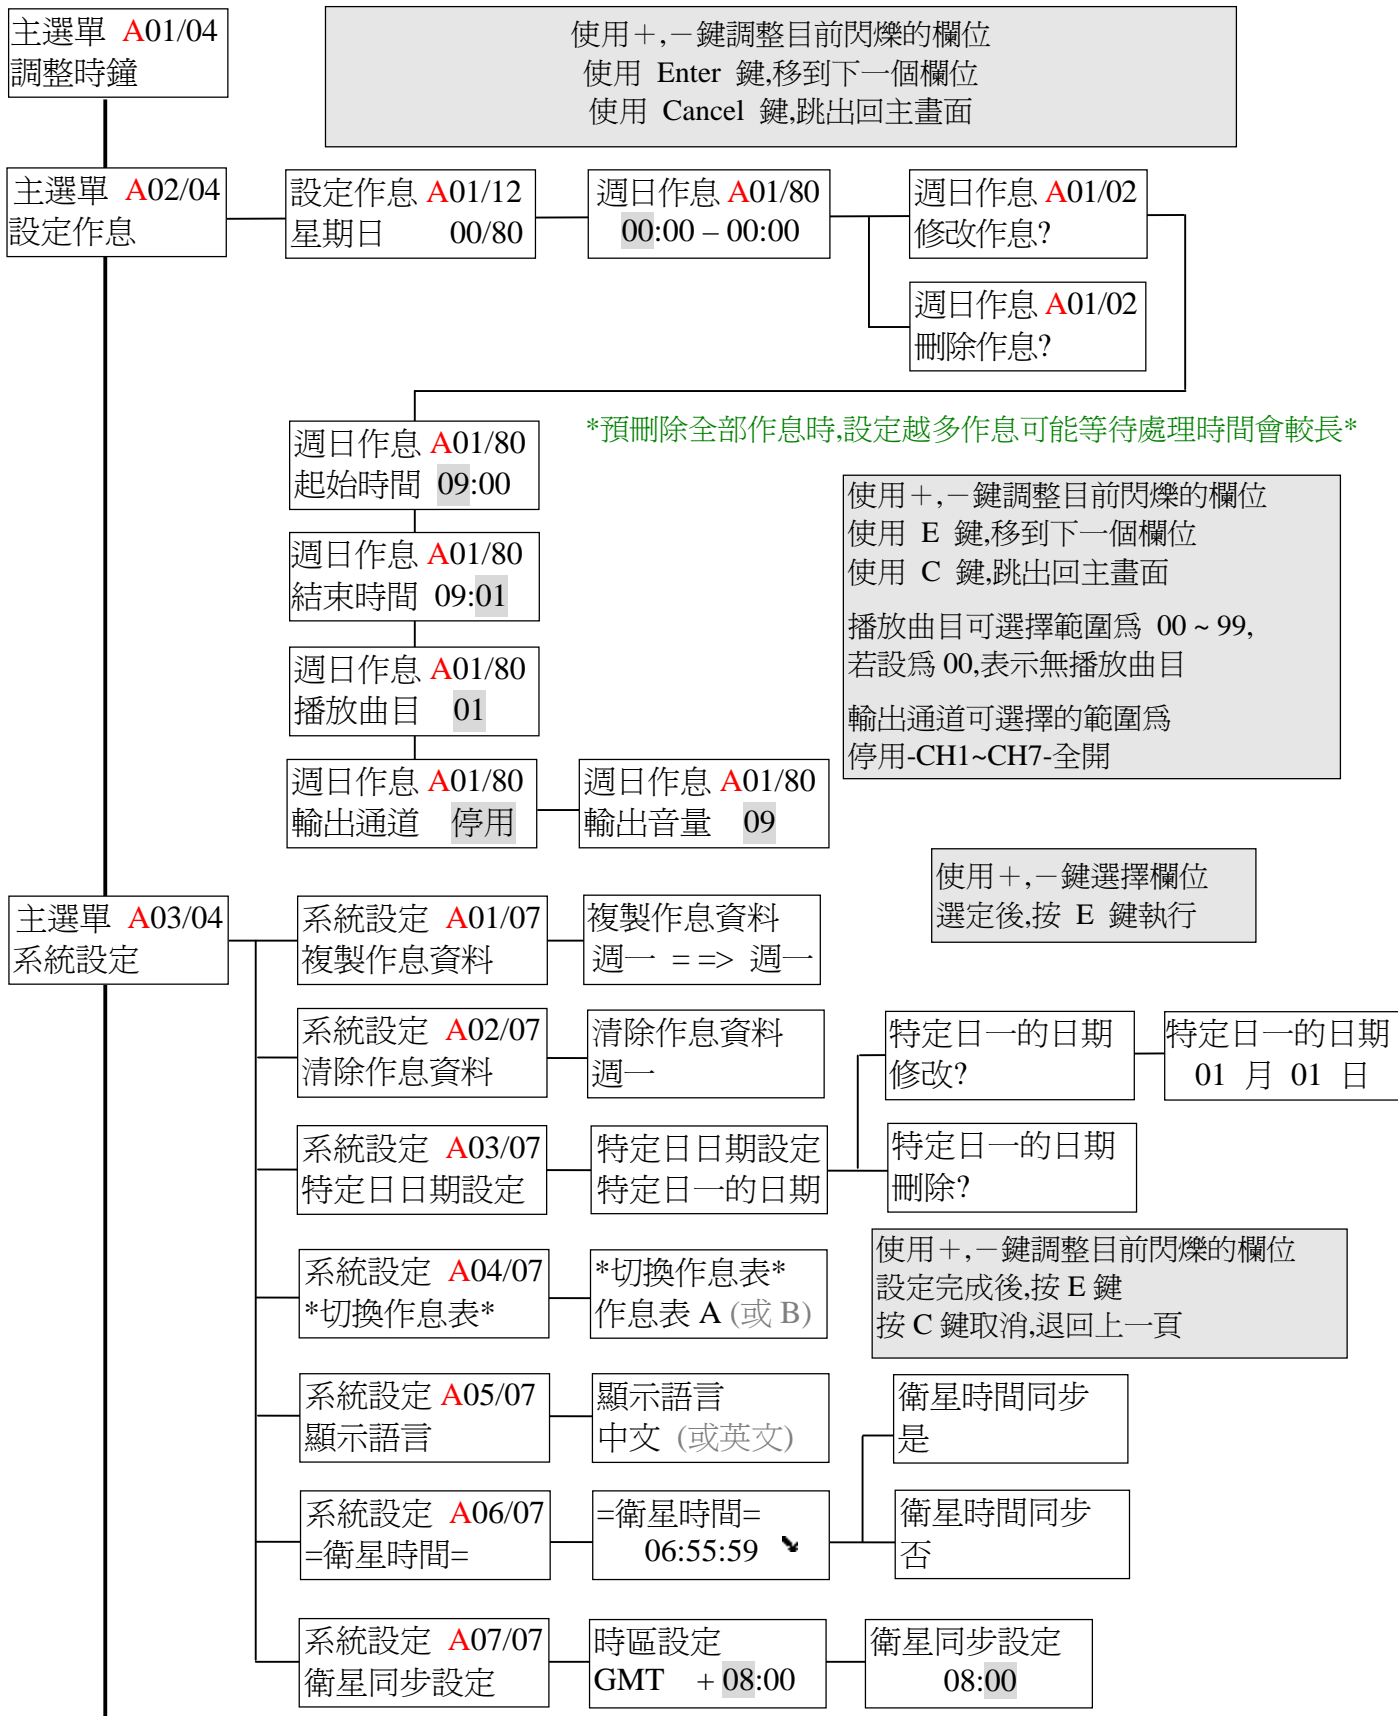 主選單 A01/04
調整時鐘
使用＋,－鍵調整目前閃爍的欄位
使用 Enter 鍵,移到下一個欄位
使用 Cancel 鍵,跳出回主畫面
主選單 A02/04
設定作息
設定作息 A01/12
星期日 00/80
週日作息 A01/80
00:00 – 00:00
週日作息 A01/02
修改作息?
週日作息 A01/02
刪除作息?
*預刪除全部作息時,設定越多作息可能等待處理時間會較長*
週日作息 A01/80
起始時間 09:00
週日作息 A01/80
結束時間 09:01
週日作息 A01/80
播放曲目 01
週日作息 A01/80
輸出通道 停用
週日作息 A01/80
輸出音量 09
使用＋,－鍵調整目前閃爍的欄位
使用 E 鍵,移到下一個欄位
使用 C 鍵,跳出回主畫面
播放曲目可選擇範圍為 00 ~ 99,
若設為 00,表示無播放曲目
輸出通道可選擇的範圍為
停用-CH1~CH7-全開
使用＋,－鍵選擇欄位
選定後,按 E 鍵執行
主選單 A03/04
系統設定
系統設定 A01/07
複製作息資料
複製作息資料
週一 = => 週一
系統設定 A02/07
清除作息資料
清除作息資料
週一
系統設定 A03/07
特定日日期設定
特定日日期設定
特定日一的日期
特定日一的日期
修改?
特定日一的日期
01 月 01 日
特定日一的日期
刪除?
系統設定 A04/07
*切換作息表*
*切換作息表*
作息表 A (或 B)
使用＋,－鍵調整目前閃爍的欄位
設定完成後,按 E 鍵
按 C 鍵取消,退回上一頁
系統設定 A05/07
顯示語言
顯示語言
中文 (或英文)
系統設定 A06/07
=衛星時間=
=衛星時間=
06:55:59
衛星時間同步
是
衛星時間同步
否
系統設定 A07/07
衛星同步設定
時區設定
GMT + 08:00
衛星同步設定
08:00